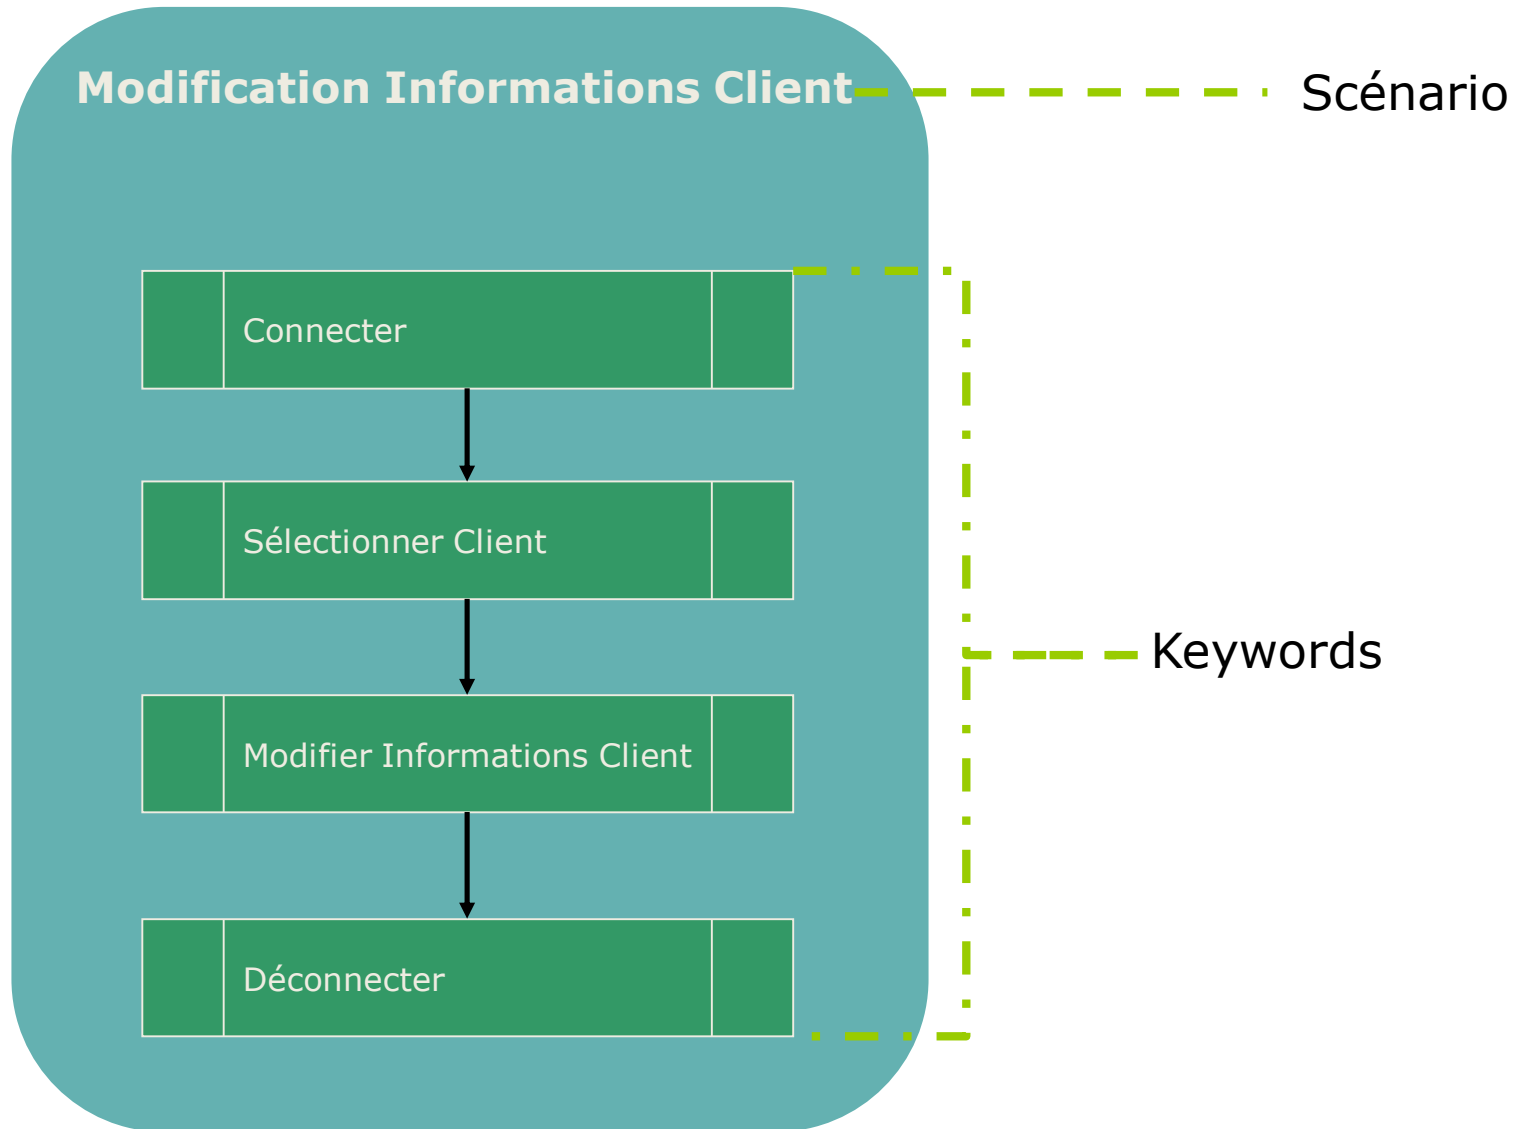 Modification Informations Client
Scénario
Connecter
Sélectionner Client
Keywords
Modifier Informations Client
Déconnecter